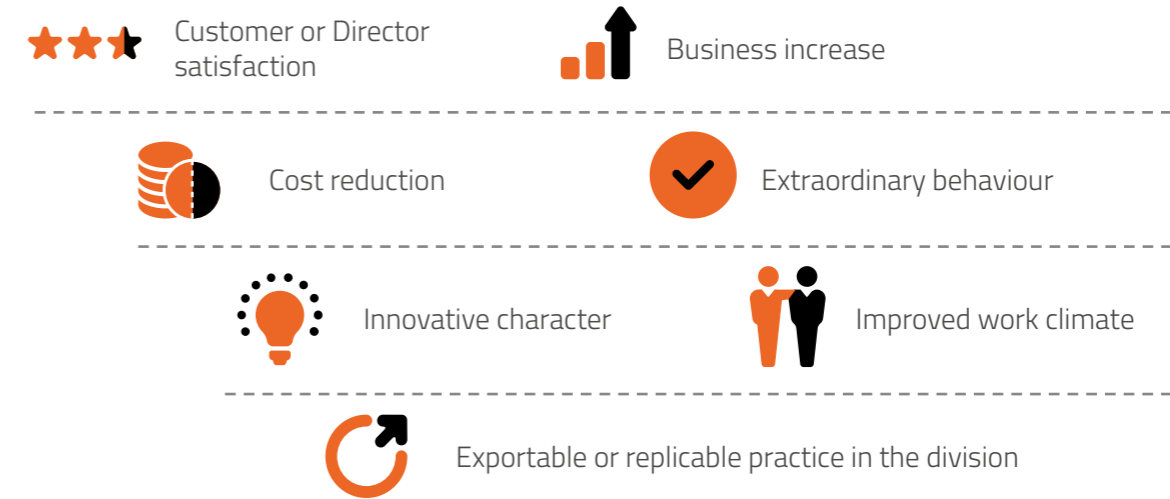 Customer or Director
satisfaction
Business increase
Cost reduction
Extraordinary behaviour
Innovative character
Improved work climate
Exportable or replicable practice in the division